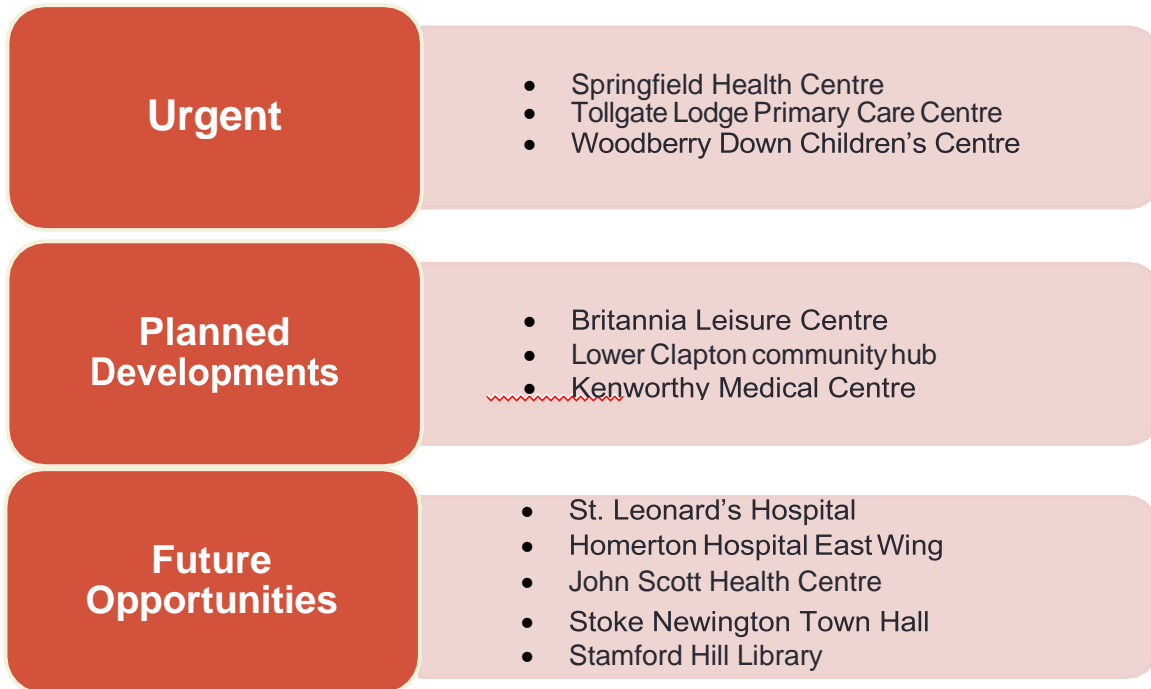 Urgent
• Springfield Health Centre
• Tollgate Lodge Primary Care Centre
• Woodberry Down Children’s Centre
Planned
Developments
• Britannia Leisure Centre
• Lower Clapton community hub
• Kenworthy Medical Centre
Future
Opportunities
• St. Leonard’s Hospital
• Homerton Hospital East Wing
• John Scott Health Centre
• Stoke Newington Town Hall
• Stamford Hill Library